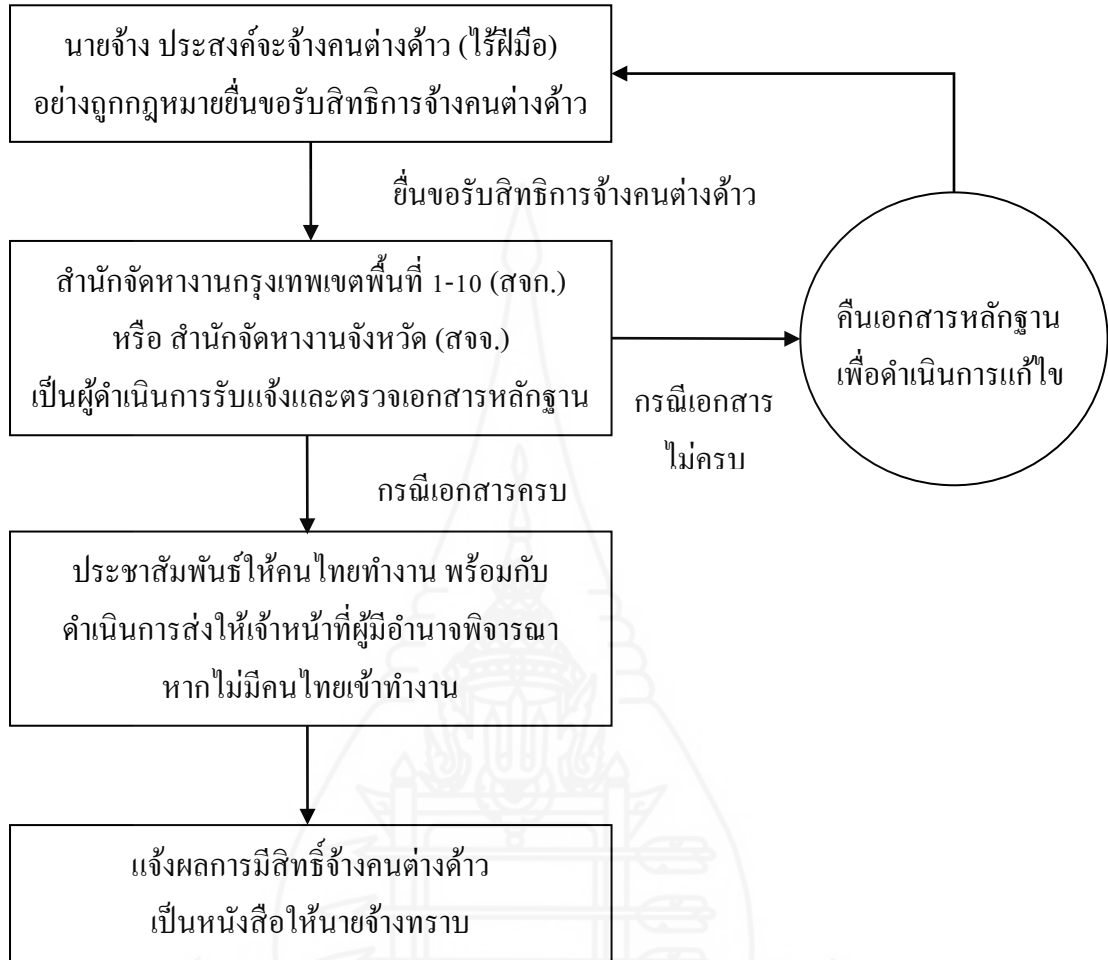 นายจ้าง ประสงค์จะจ้างคนต่างด้าว (ไร้ฝีมือ)
อย่างถูกกฎหมายยื่นขอรับสิทธิการจ้างคนต่างด้าว
ยื่นขอรับสิทธิการจ้างคนต่างด้าว
สำนักจัดหางานกรุงเทพเขตพื้นที่ 1-10 (สจก.)
หรือ สำนักจัดหางานจังหวัด (สจจ.)
เป็นผู้ดำเนินการรับแจ้งและตรวจเอกสารหลักฐาน
กรณีเอกสาร
ไม่ครบ
คืนเอกสารหลักฐาน
เพื่อดำเนินการแก้ไข
กรณีเอกสารครบ
ประชาสัมพันธ์ให้คนไทยทำงาน พร้อมกับ
ดำเนินการส่งให้เจ้าหน้าที่ผู้มีอำนาจพิจารณา
หากไม่มีคนไทยเข้าทำงาน
แจ้งผลการมีสิทธิ์จ้างคนต่างด้าว
เป็นหนังสือให้นายจ้างทราบ